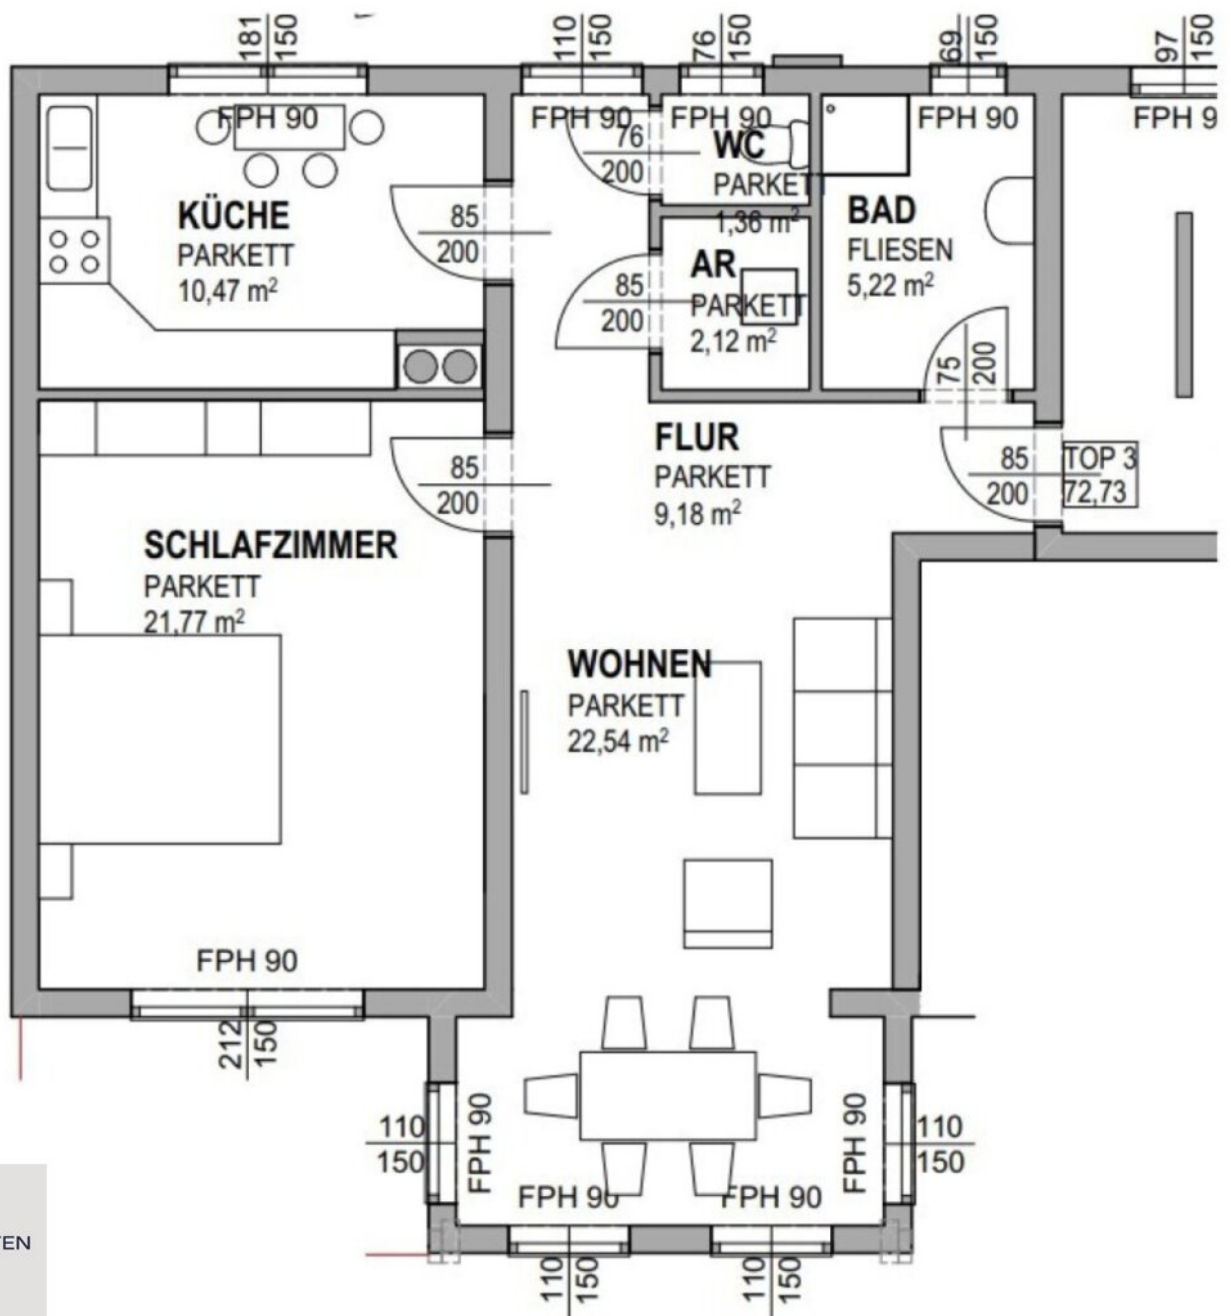 181
150
110
150
76
150
69
150
97
150
FPH 90
FPH 90
FPH 90
FPH 90
FPH 9
76
200
WC
PARKETT
1,36 m²
KÜCHE
PARKETT
10,47 m²
85
200
BAD
FLIESEN
5,22 m²
AR
PARKETT
2,12 m²
85
200
75
200
FLUR
PARKETT
9,18 m²
85
200
85
200
TOP 3
72,73
SCHLAFZIMMER
PARKETT
21,77 m²
WOHNEN
PARKETT
22,54 m²
FPH 90
212
150
110
150
FPH 90
FPH 90
110
150
FPH 90
FPH 90
TEN
110
150
110
150